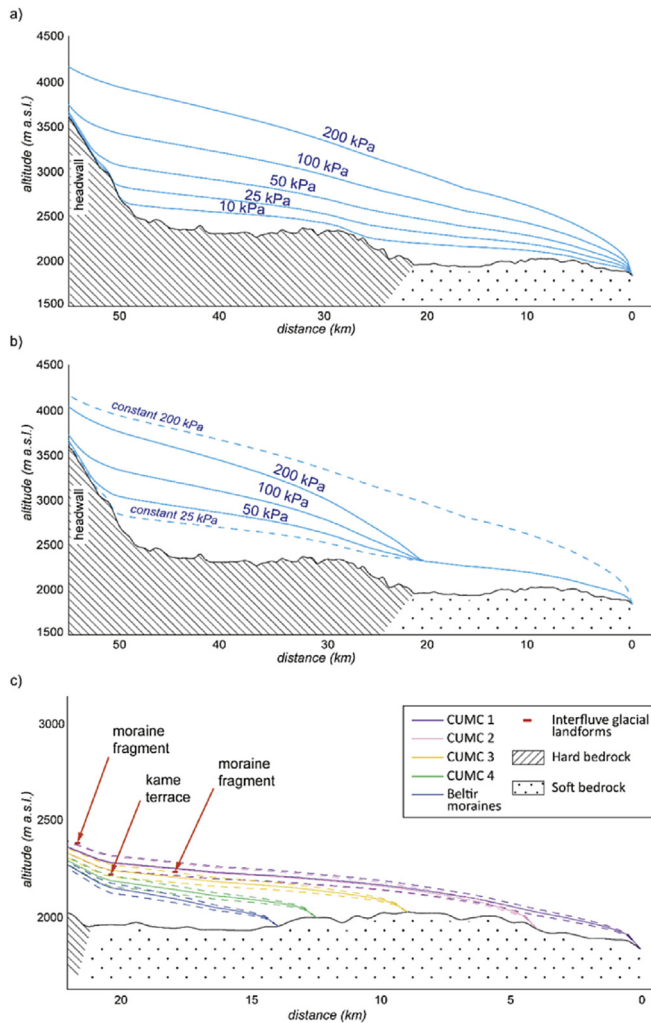 a)
4500
4000
3500
3000
2500
2000
1500
altitude (m a.s.l.)
headwall
200 kPa
100 kPa
50 kPa
25 kPa
10 kPa
50
40
30
20
10
0
distance (km)
b)
4500
4000
3500
3000
2500
2000
1500
altitude (m a.s.l.)
headwall
constant 200 kPa
200 kPa
100 kPa
50 kPa
constant 25 kPa
50
40
30
20
10
0
distance (km)
c)
3000
2500
2000
altitude (m a.s.l.)
moraine
fragment
kame
terrace
moraine
fragment
CUMC 1
CUMC 2
CUMC 3
CUMC 4
Beltir
moraines
Interfluve glacial
landforms
Hard bedrock
Soft bedrock
20
15
10
5
0
distance (km)